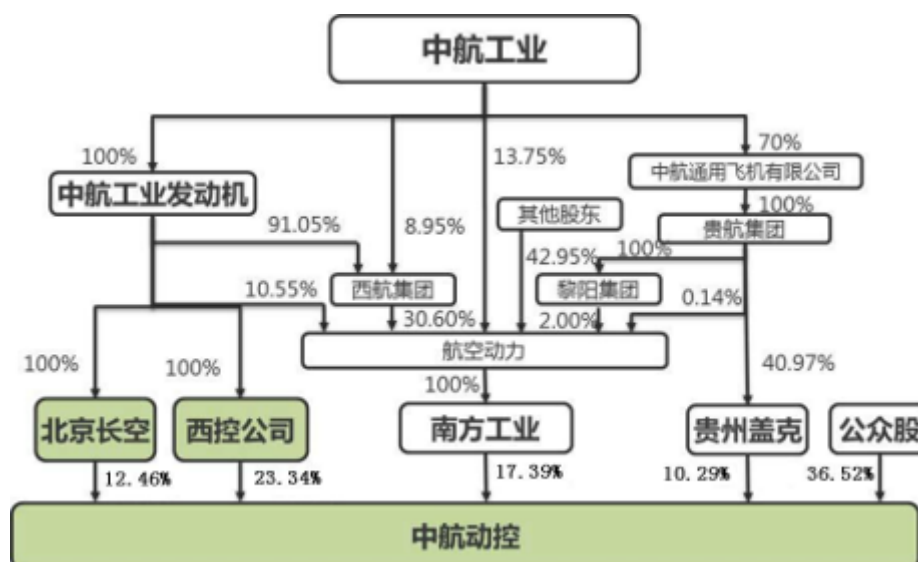 中航工业
100%
13.75%
70%
中航工业发动机
中航通用飞机有限公司
91.05%
8.95%
其他股东
100%
贵航集团
42.95%
100%
10.55%
西航集团
黎阳集团
0.14%
30.60%
2.00%
航空动力
100%
100%
100%
40.97%
北京长空
西控公司
南方工业
贵州盖克
公众股
12.46%
23.34%
17.39%
10.29%
36.52%
中航动控